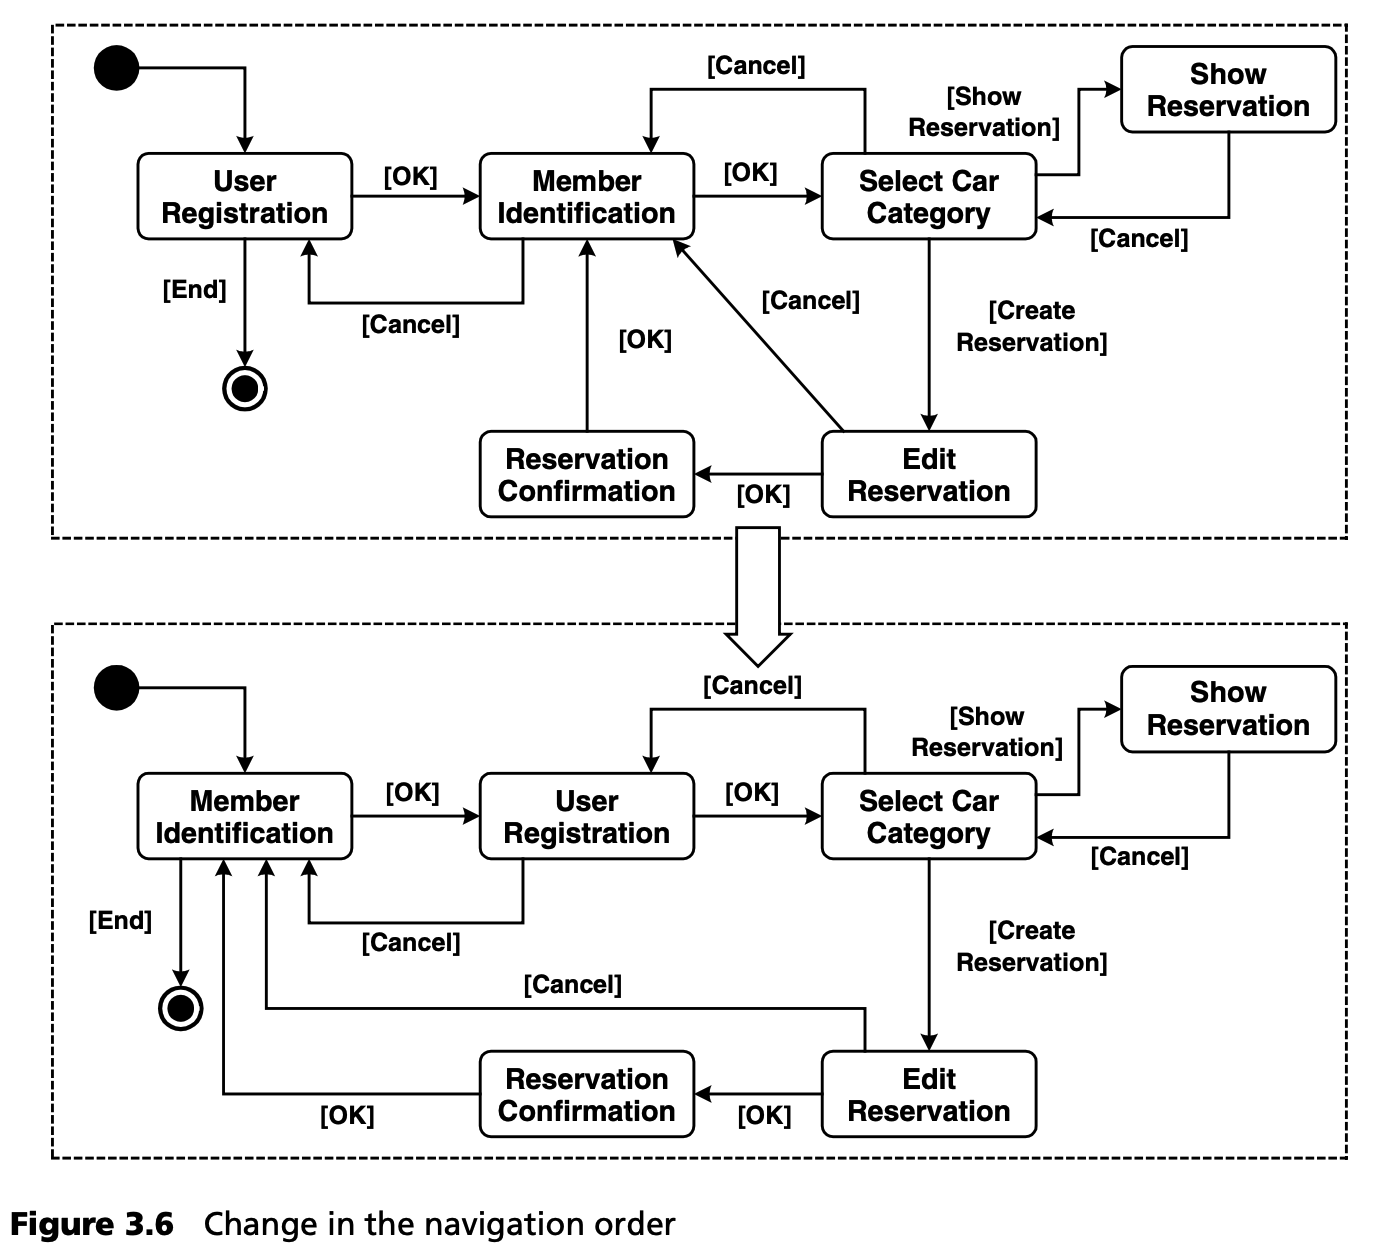 [Cancel]
[Show
Reservation]
Show
Reservation
User
Registration
[OK]
Member
Identification
[OK]
Select Car
Category
[Cancel]
[End]
[Cancel]
[OK]
[Cancel]
[Create
Reservation]
Reservation
Confirmation
[OK]
Edit
Reservation
[Cancel]
[Show
Reservation]
Show
Reservation
Member
Identification
[OK]
User
Registration
[OK]
Select Car
Category
[Cancel]
[End]
[Cancel]
[Create
Reservation]
[Cancel]
Reservation
Confirmation
[OK]
[OK]
Edit
Reservation
Figure 3.6 Change in the navigation order